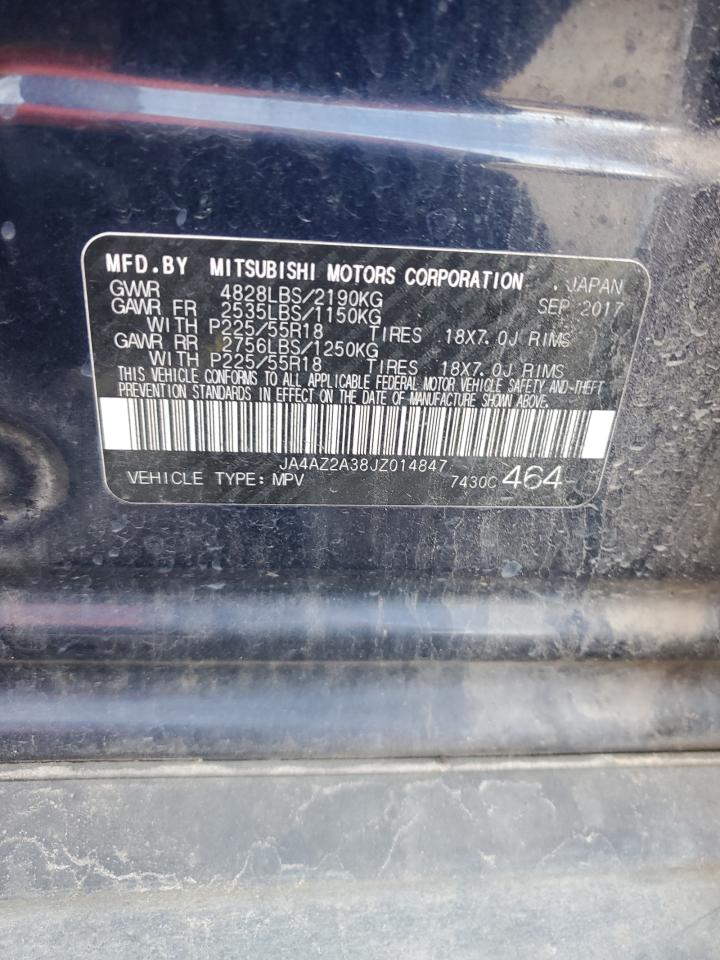 MFD.BY MITSUBISHI MOTORS CORPORATION , JAPAN
GVWR 4828LBS/2190KG SEP 2017
GAWR FR 2535LBS/1150KG
WITH P225/55R18 TIRES 18X7.0J RIMS
GAWR RR 2756LBS/1250KG
WITH P225/55R18 TIRES 18X7.0J RIMS
THIS VEHICLE CONFORMS TO ALL APPLICABLE FEDERAL MOTOR VEHICLE SAFETY AND-THEFT
PREVENTION STANDARDS IN EFFECT ON THE DATE OF MANUFACTURE SHOWN ABOVE.
JA4AZ2A38JZ014847
VEHICLE TYPE: MPV 7430C 464-